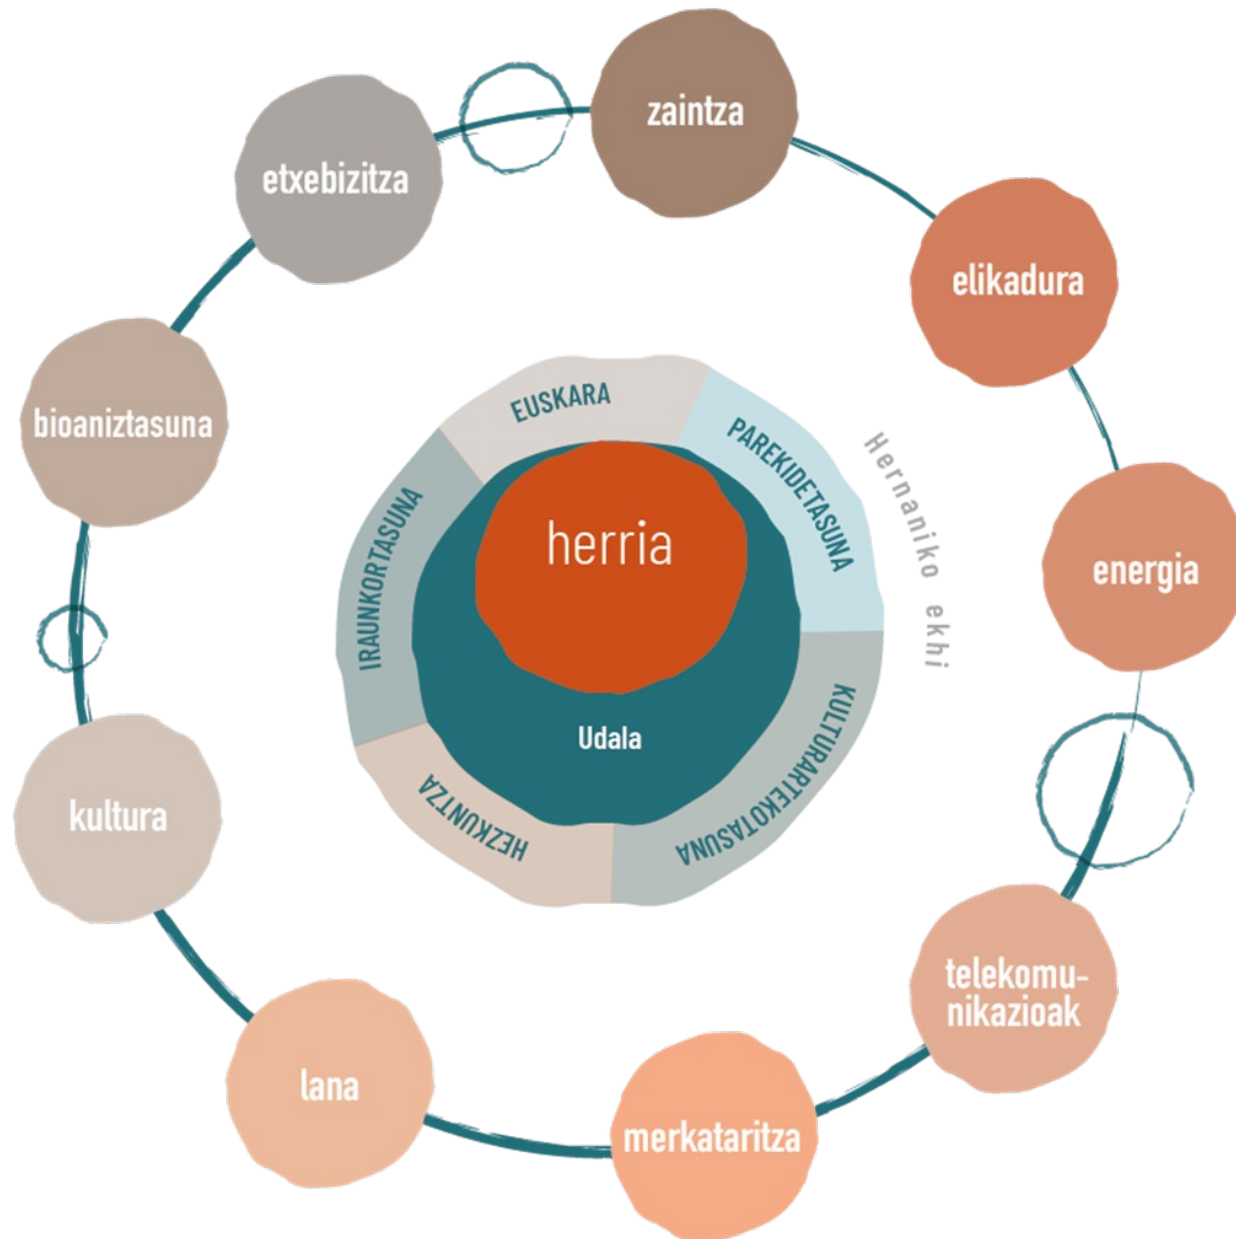 zaintza
etxebizitza
elikadura
bioaniztasuna
EUSKARA
PAREKIDETASUNA
Hernaniko ekhi
IRAUNKORTASUNA
herria
energia
Udala
KULTURARTEKOTASUNA
HEZKUNTZA
kultura
telekomu-
nikazioak
lana
merkataritza